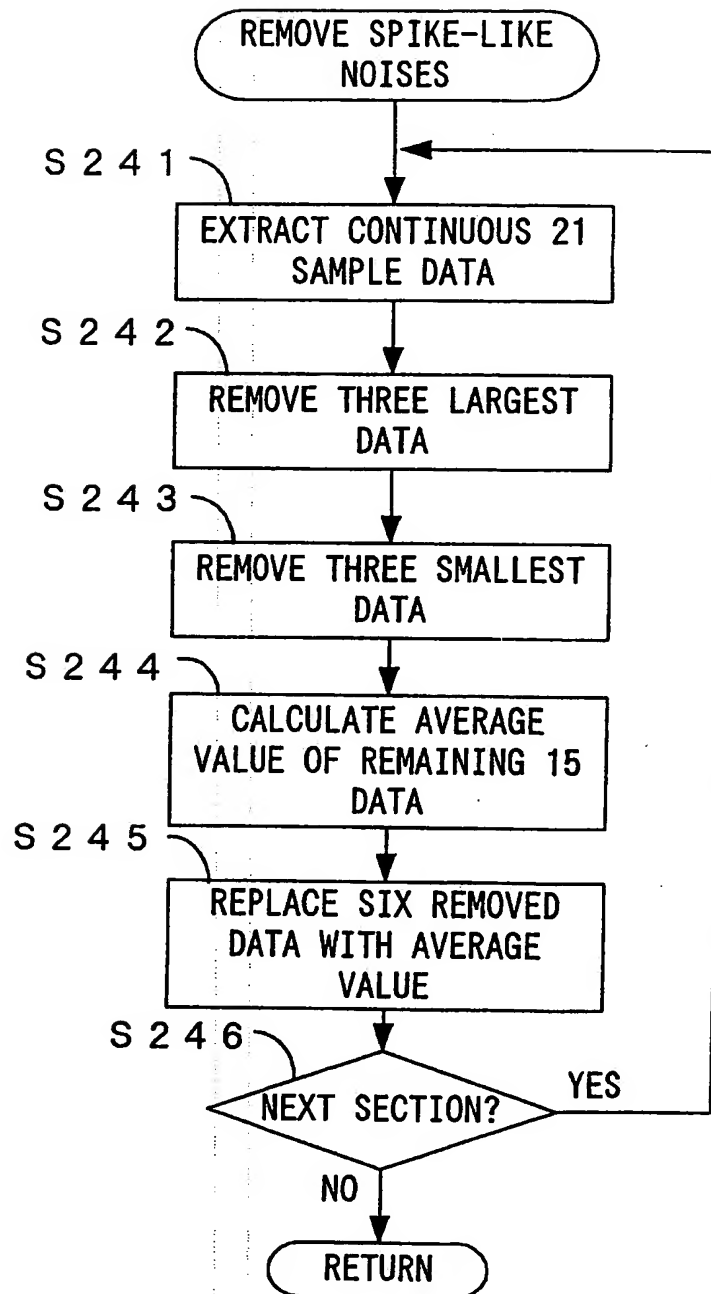 REMOVE SPIKE-LIKE
NOISES
S241
EXTRACT CONTINUOUS 21
SAMPLE DATA
S242
REMOVE THREE LARGEST
DATA
S243
REMOVE THREE SMALLEST
DATA
S244
CALCULATE AVERAGE
VALUE OF REMAINING 15
DATA
S245
REPLACE SIX REMOVED
DATA WITH AVERAGE
VALUE
S246
NEXT SECTION?
YES
NO
RETURN